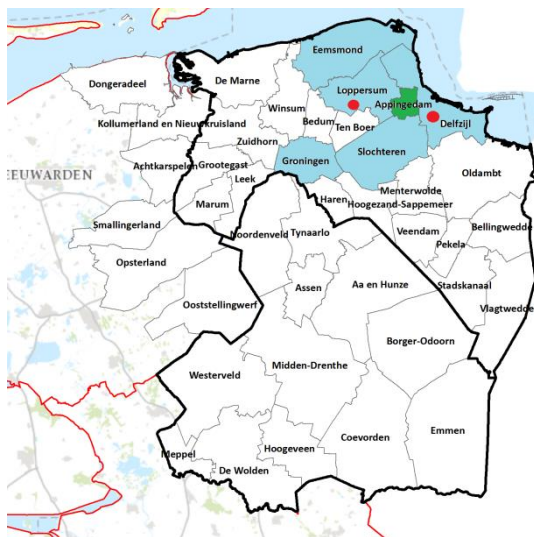 Eemsmond
Dongeradeel
De Marne
Loppersum
Winsum
Appingedam
Kollumerland en Nieuwkruisland
Bedum
Ten Boer
Delfzijl
Zuidhorn
Slochteren
Groningen
Achtkarspelen
Grootegast
Oldambt
EEUWARDEN
Leek
Menterwolde
Haren
Marum
Hoogezand-Sappemeer
Smallingerland
Noordenveld
Tynaarlo
Veendam
Bellingwedde
Pekela
Opsterland
Assen
Aa en Hunze
Stadskanaal
Ooststellingwerf
Vlagtwedde
Borger-Odoorn
Westerveld
Midden-Drenthe
Emmen
Coevorden
Hoogeveen
Meppel
De Wolden